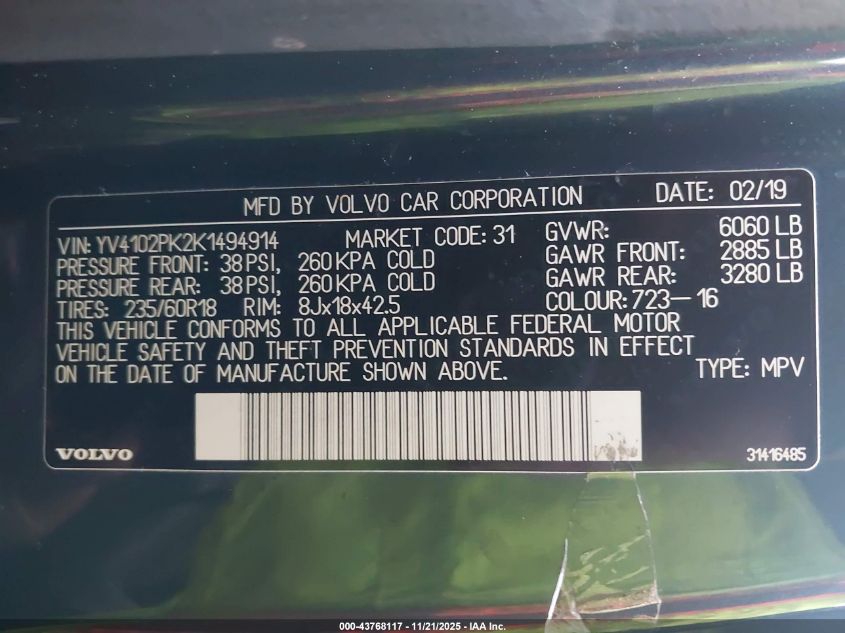 MFD BY VOLVO CAR CORPORATION DATE: 02/19
VIN: YV4102PK2K1494914 MARKET CODE: 31 GVWR: 6060 LB
PRESSURE FRONT: 38 PSI, 260 KPA COLD GAWR FRONT: 2885 LB
PRESSURE REAR: 38 PSI, 260 KPA COLD GAWR REAR: 3280 LB
TIRES: 235/60R18 RIM: 8Jx18x42.5 COLOUR: 723-16
THIS VEHICLE CONFORMS TO ALL APPLICABLE FEDERAL MOTOR
VEHICLE SAFETY AND THEFT PREVENTION STANDARDS IN EFFECT
ON THE DATE OF MANUFACTURE SHOWN ABOVE. TYPE: MPV
VOLVO 31416485
000-43768117 - 11/21/2025 - IAA Inc.